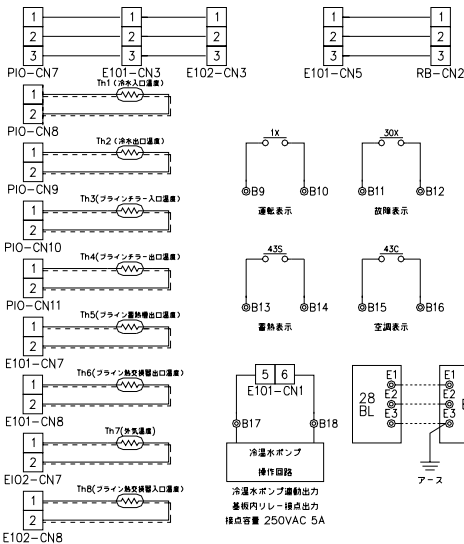 1 1 1
2 2 2
3 3 3
PIO-CN7 E101-CN3 E102-CN3
1 1
2 2
3 3
E101-CN5 RB-CN2
Th1 (冷水入口温度)
1
2
PIO-CN8
Th2 (冷水出口温度)
1
2
PIO-CN9
Th3(ブラインチラー入口温度)
1
2
PIO-CN10
Th4(ブラインチラー出口温度)
1
2
PIO-CN11
Th5(ブライン蓄熱槽出口温度)
1
2
E101-CN7
Th6(ブライン熱交換器出口温度)
1
2
E101-CN8
Th7(外気温度)
1
2
E102-CN7
Th8(ブライン熱交換器入口温度)
1
2
E102-CN8
1X 30X
B9 B10 B11 B12
運転表示 故障表示
43S 43C
B13 B14 B15 B16
蓄熱表示 空調表示
5 6
E101-CN1
B17 B18
冷温水ポンプ
操作回路
冷温水ポンプ連動出力
基板内リレー接点出力
接点容量 250VAC 5A
28
BL
E1 E1
E2 E2
E3 E3
アース